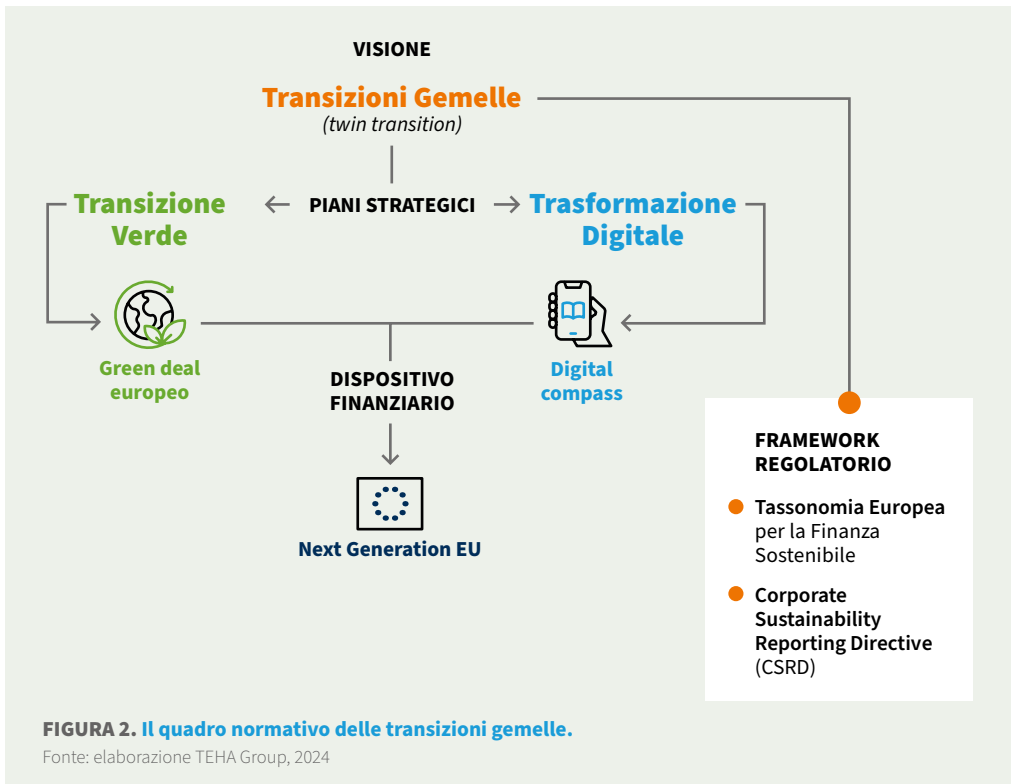 VISIONE
Transizioni Gemelle
(twin transition)
PIANI STRATEGICI
Transizione
Verde
Trasformazione
Digitale
Green deal
europeo
Digital
compass
DISPOSITIVO
FINANZIARIO
Next Generation EU
FRAMEWORK
REGOLATORIO
Tassonomia Europea
per la Finanza
Sostenibile
Corporate
Sustainability
Reporting Directive
(CSRD)
FIGURA 2. Il quadro normativo delle transizioni gemelle.
Fonte: elaborazione TEHA Group, 2024